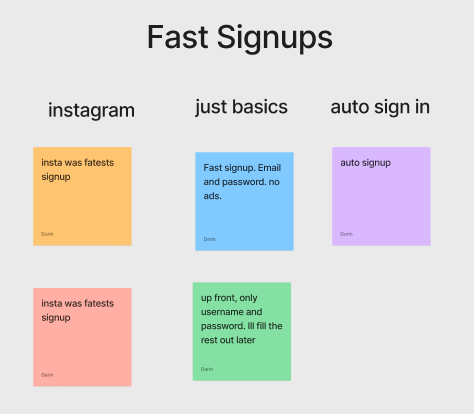 Fast Signups
instagram
just basics
auto sign in
insta was fatests
signup
Darin
Fast signup. Email
and password. no
ads.
Darin
auto signup
Darin
insta was fatests
signup
Darin
up front, only
username and
password. Ill fill the
rest out later
Darin